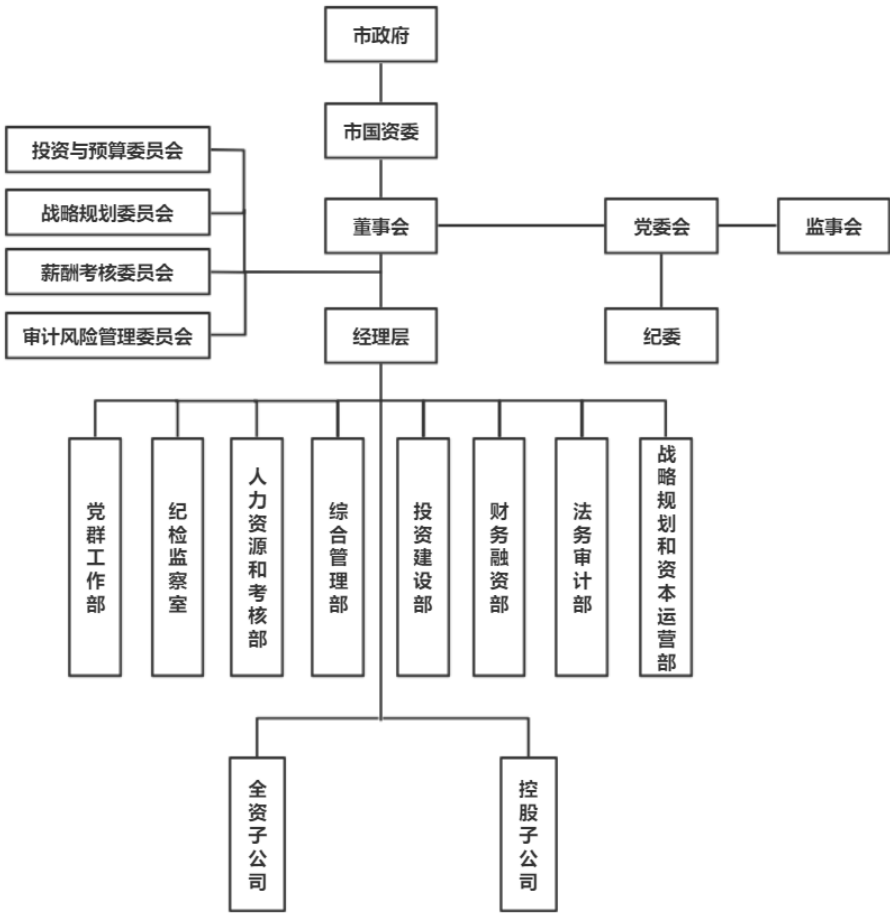 市政府
市国资委
投资与预算委员会
战略规划委员会
董事会
党委会
监事会
薪酬考核委员会
审计风险管理委员会
经理层
纪委
党群工作部
纪检监察室
人力资源和考核部
综合管理部
投资建设部
财务融资部
法务审计部
战略规划和资本运营部
全资子公司
控股子公司